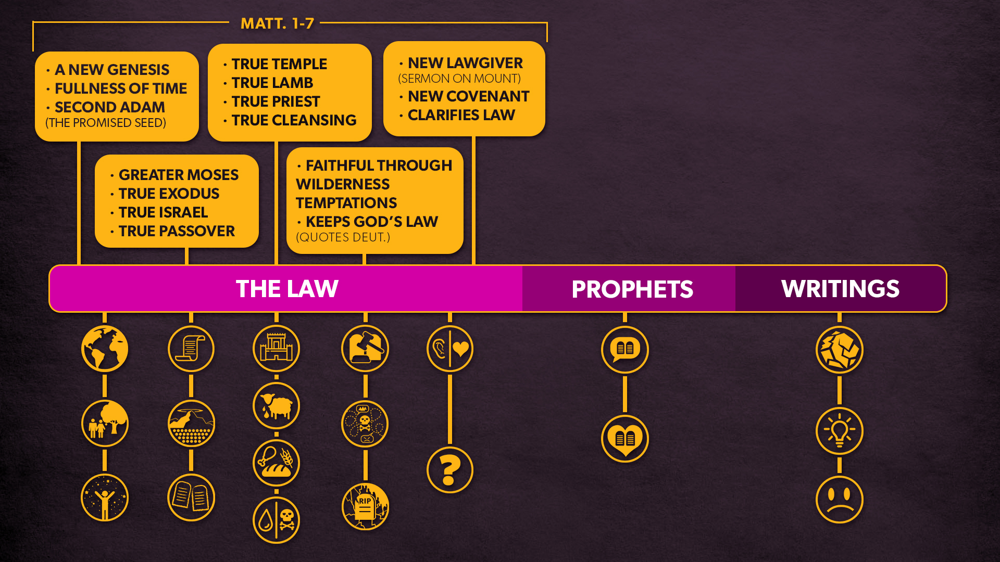 MATT. 1-7
· A NEW GENESIS
· FULLNESS OF TIME
· SECOND ADAM
(THE PROMISED SEED)
· TRUE TEMPLE
· TRUE LAMB
· TRUE PRIEST
· TRUE CLEANSING
· NEW LAWGIVER
(SERMON ON MOUNT)
· NEW COVENANT
· CLARIFIES LAW
· GREATER MOSES
· TRUE EXODUS
· TRUE ISRAEL
· TRUE PASSOVER
· FAITHFUL THROUGH
WILDERNESS
TEMPTATIONS
· KEEPS GOD’S LAW
(QUOTES DEUT.)
THE LAW
PROPHETS
WRITINGS
?
RIP